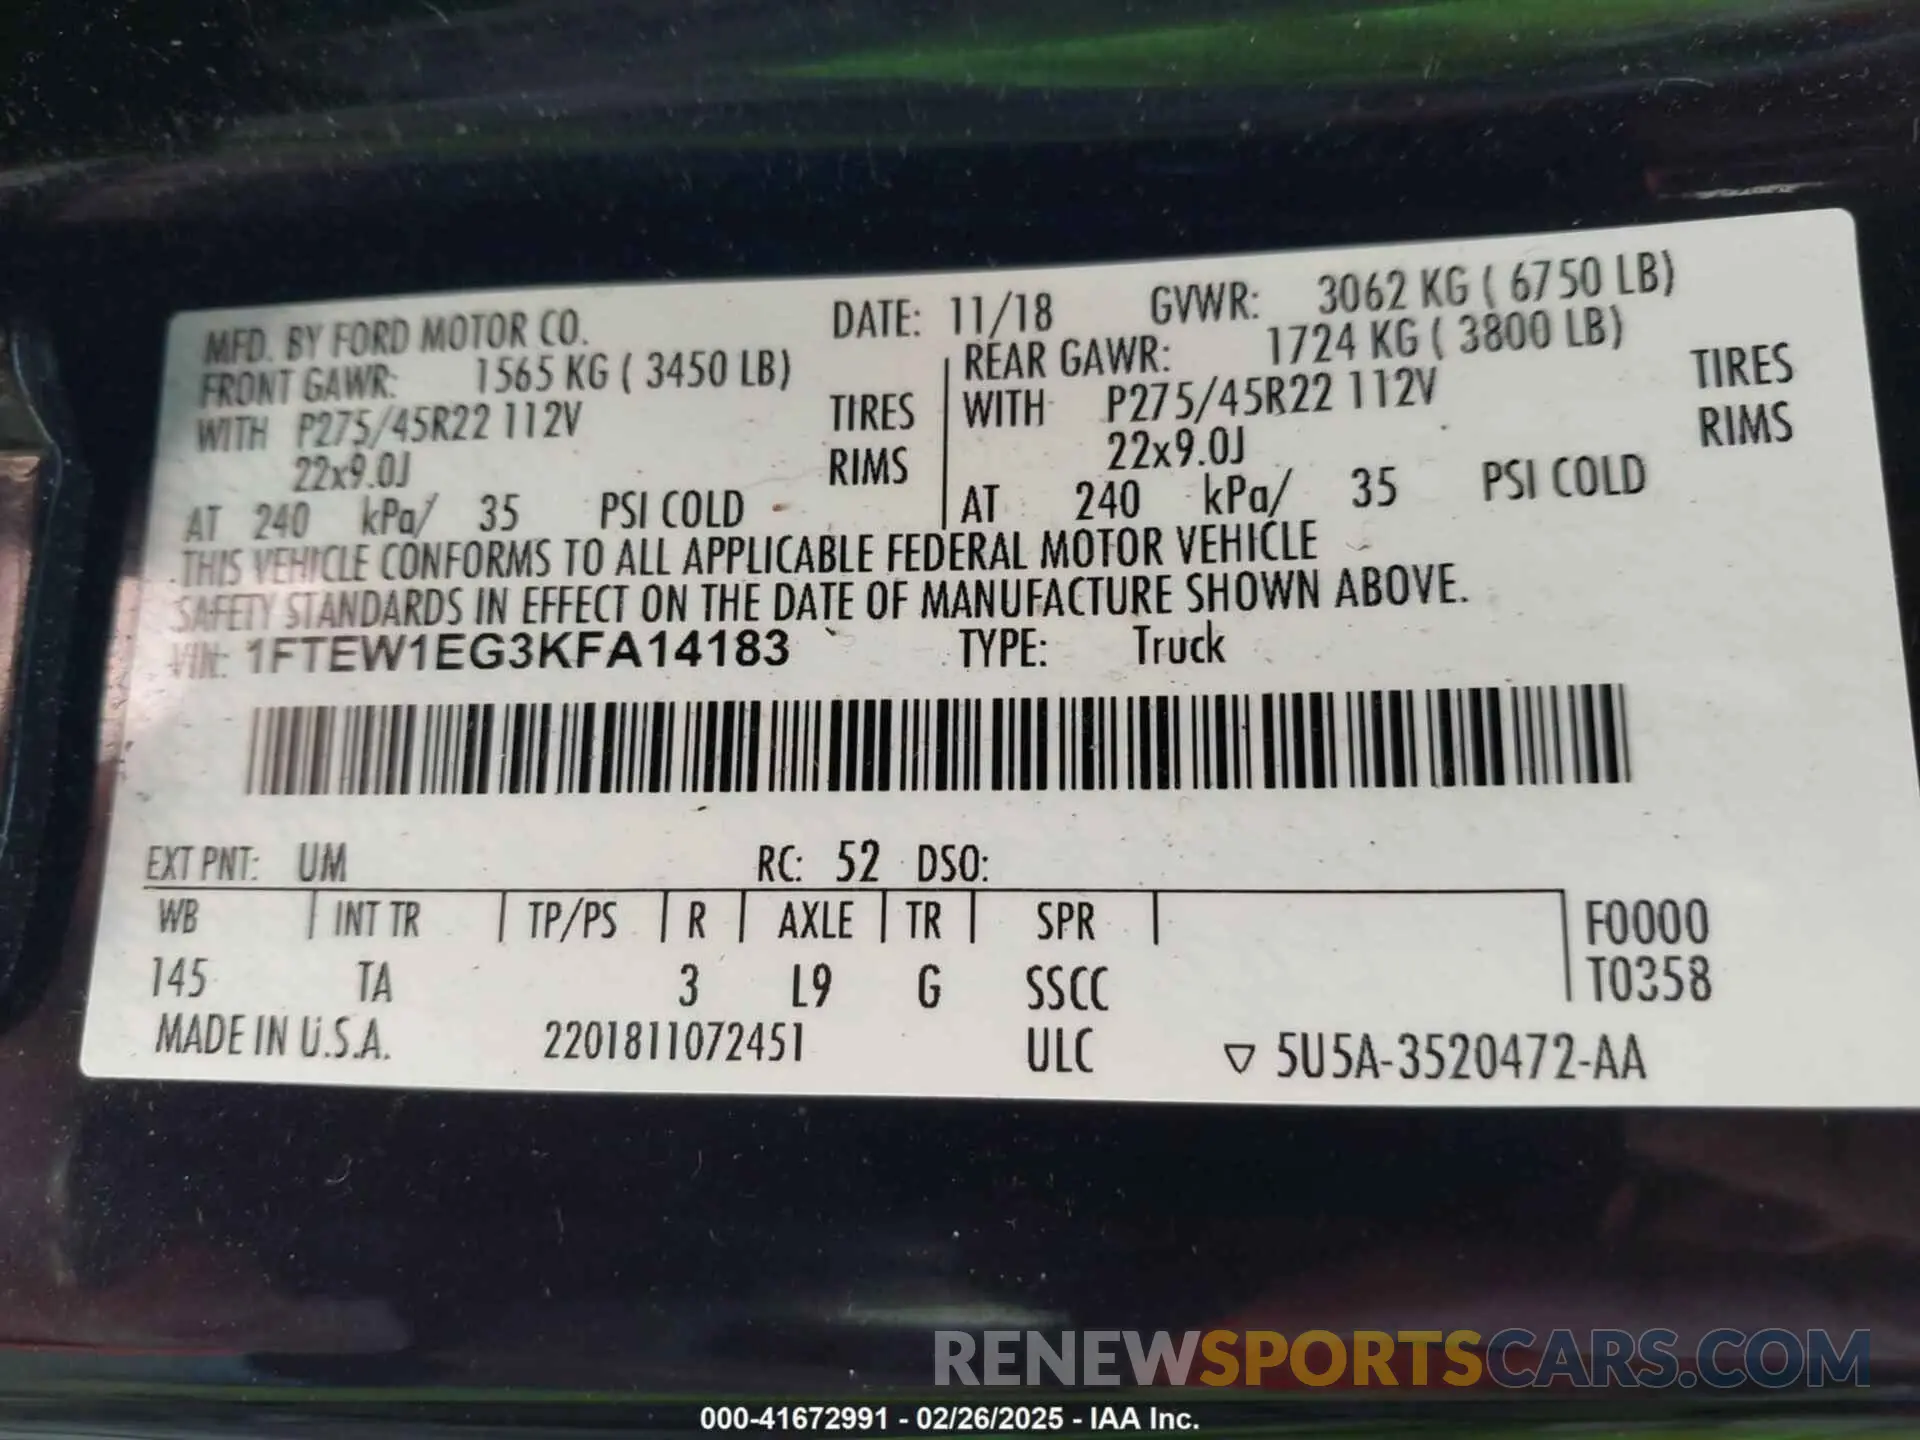 MFD. BY FORD MOTOR CO. DATE: 11/18 GVWR: 3062 KG ( 6750 LB)
FRONT GAWR: 1565 KG ( 3450 LB) REAR GAWR: 1724 KG ( 3800 LB)
WITH P275/45R22 112V TIRES WITH P275/45R22 112V TIRES
22x9.0J RIMS 22x9.0J RIMS
AT 240 kPa/ 35 PSI COLD AT 240 kPa/ 35 PSI COLD
THIS VEHICLE CONFORMS TO ALL APPLICABLE FEDERAL MOTOR VEHICLE
SAFETY STANDARDS IN EFFECT ON THE DATE OF MANUFACTURE SHOWN ABOVE.
VIN: 1FTEW1EG3KFA14183 TYPE: Truck
EXT PNT: UM RC: 52 DSO:
WB INT TR TP/PS R AXLE TR SPR F0000
145 TA 3 L9 G SSCC T0358
MADE IN U.S.A. 2201811072451 ULC ▽ 5U5A-3520472-AA
RENEWSPORTSCARS.COM
000-41672991 - 02/26/2025 - IAA Inc.